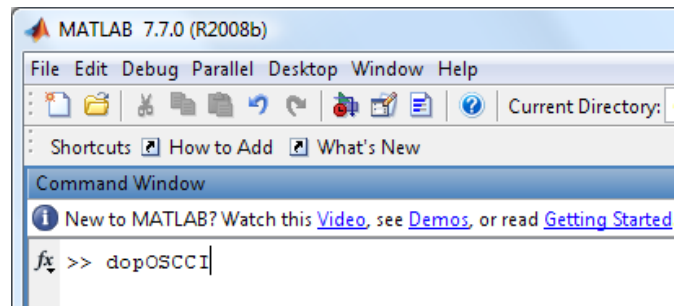 MATLAB 7.7.0 (R2008b)
File Edit Debug Parallel Desktop Window Help
Current Directory:
Shortcuts How to Add What's New
Command Window
New to MATLAB? Watch this Video, see Demos, or read Getting Started
fx >> dopOSCCI